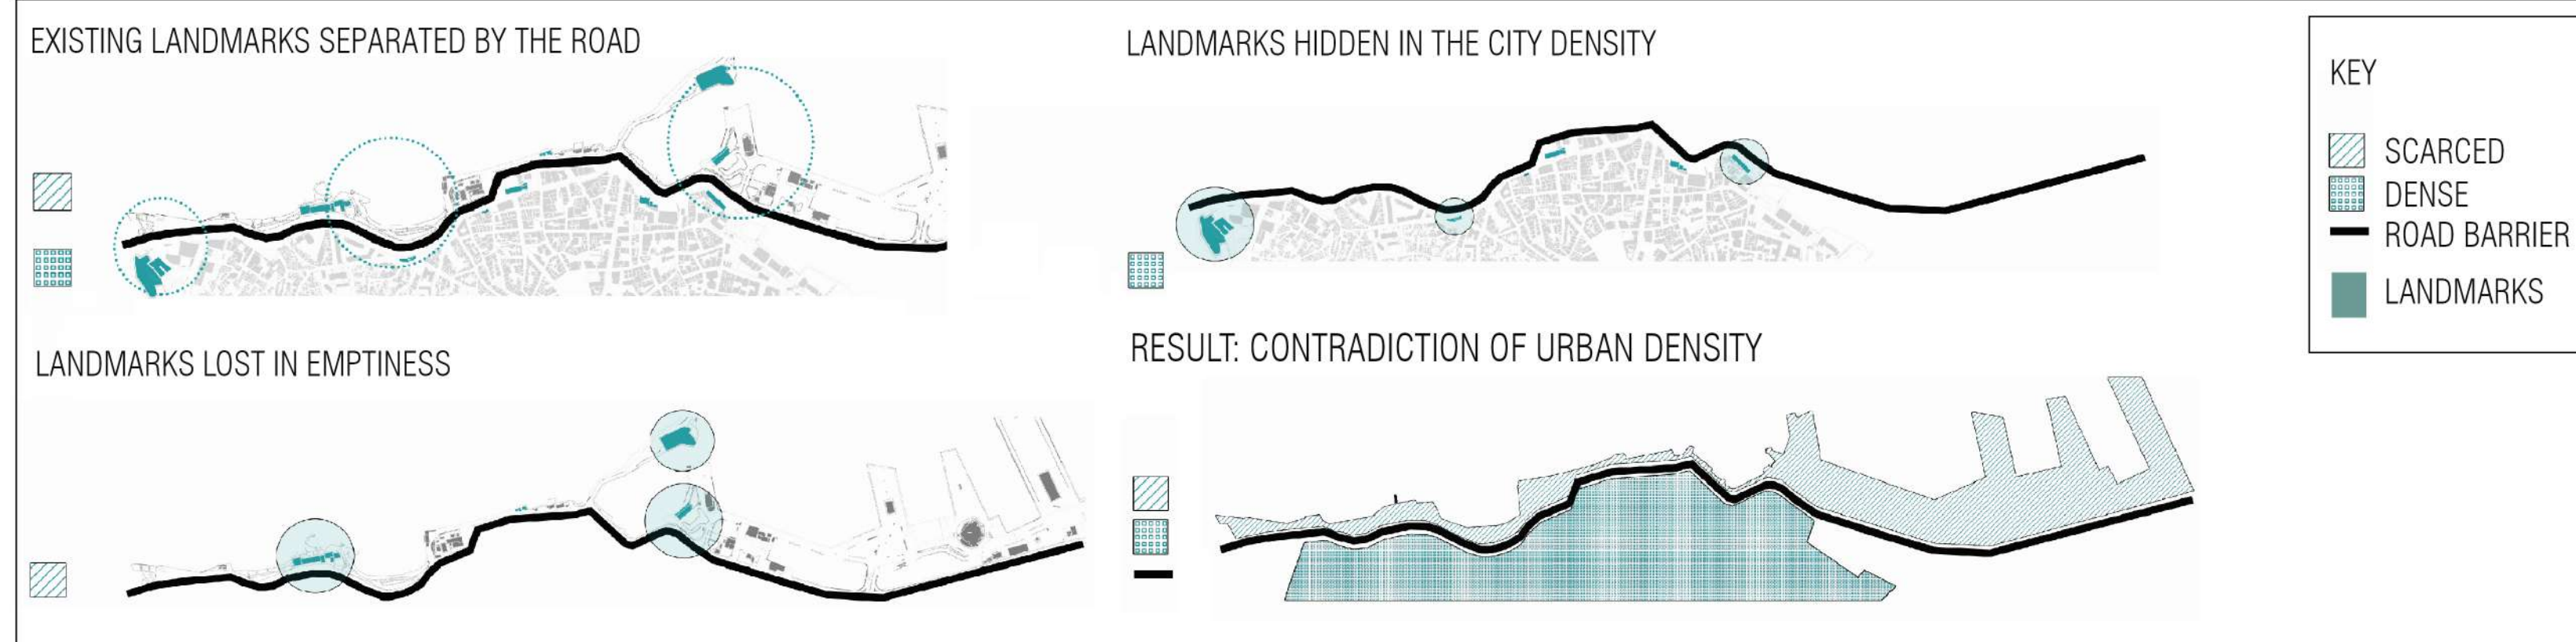 EXISTING LANDMARKS SEPARATED BY THE ROAD
LANDMARKS HIDDEN IN THE CITY DENSITY
LANDMARKS LOST IN EMPTINESS
RESULT: CONTRADICTION OF URBAN DENSITY
KEY
SCARCED
DENSE
ROAD BARRIER
LANDMARKS